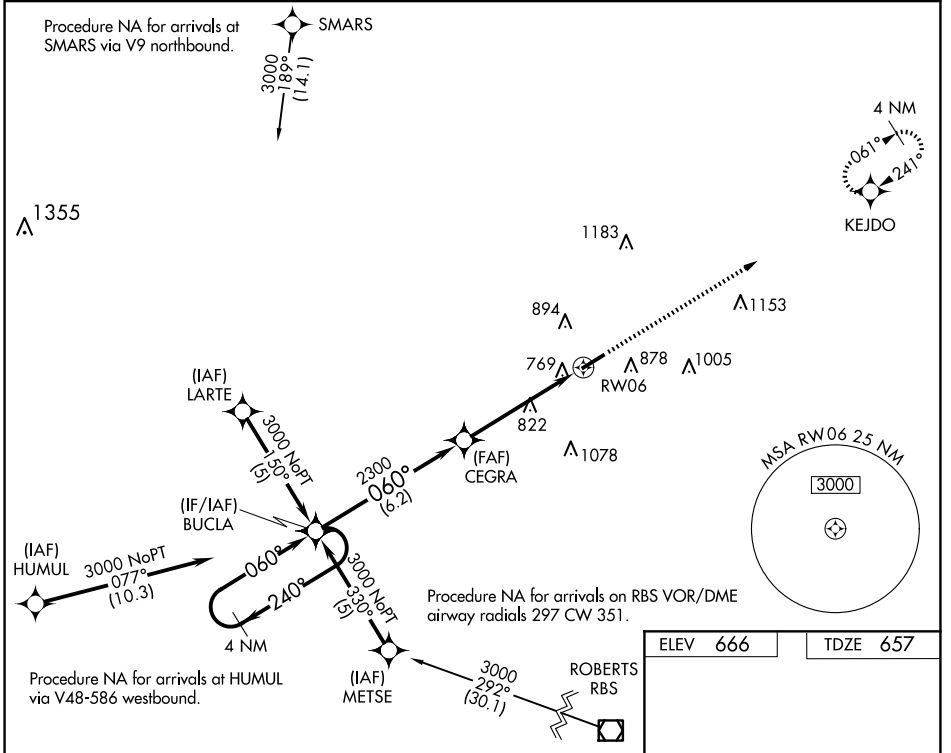 Procedure NA for arrivals at
SMARS via V9 northbound.
SMARS
3000
189°
(14.1)
4 NM
061°
241°
KEJDO
1355
1183
1153
894
769
878
1005
RW06
822
1078
(IAF)
LARTE
3000 NoPT
150°
(5)
(FAF)
CEGRA
2300
060°
(6.2)
MSA RW06 25 NM
3000
(IF/IAF)
BUCLA
(IAF)
HUMUL
3000 NoPT
077°
(10.3)
060°
240°
4 NM
3000 NoPT
330°
(5)
Procedure NA for arrivals on RBS VOR/DME
airway radials 297 CW 351.
Procedure NA for arrivals at HUMUL
via V48-586 westbound.
(IAF)
METSE
3000
292°
(30.1)
ROBERTS
RBS
ELEV 666
TDZE 657